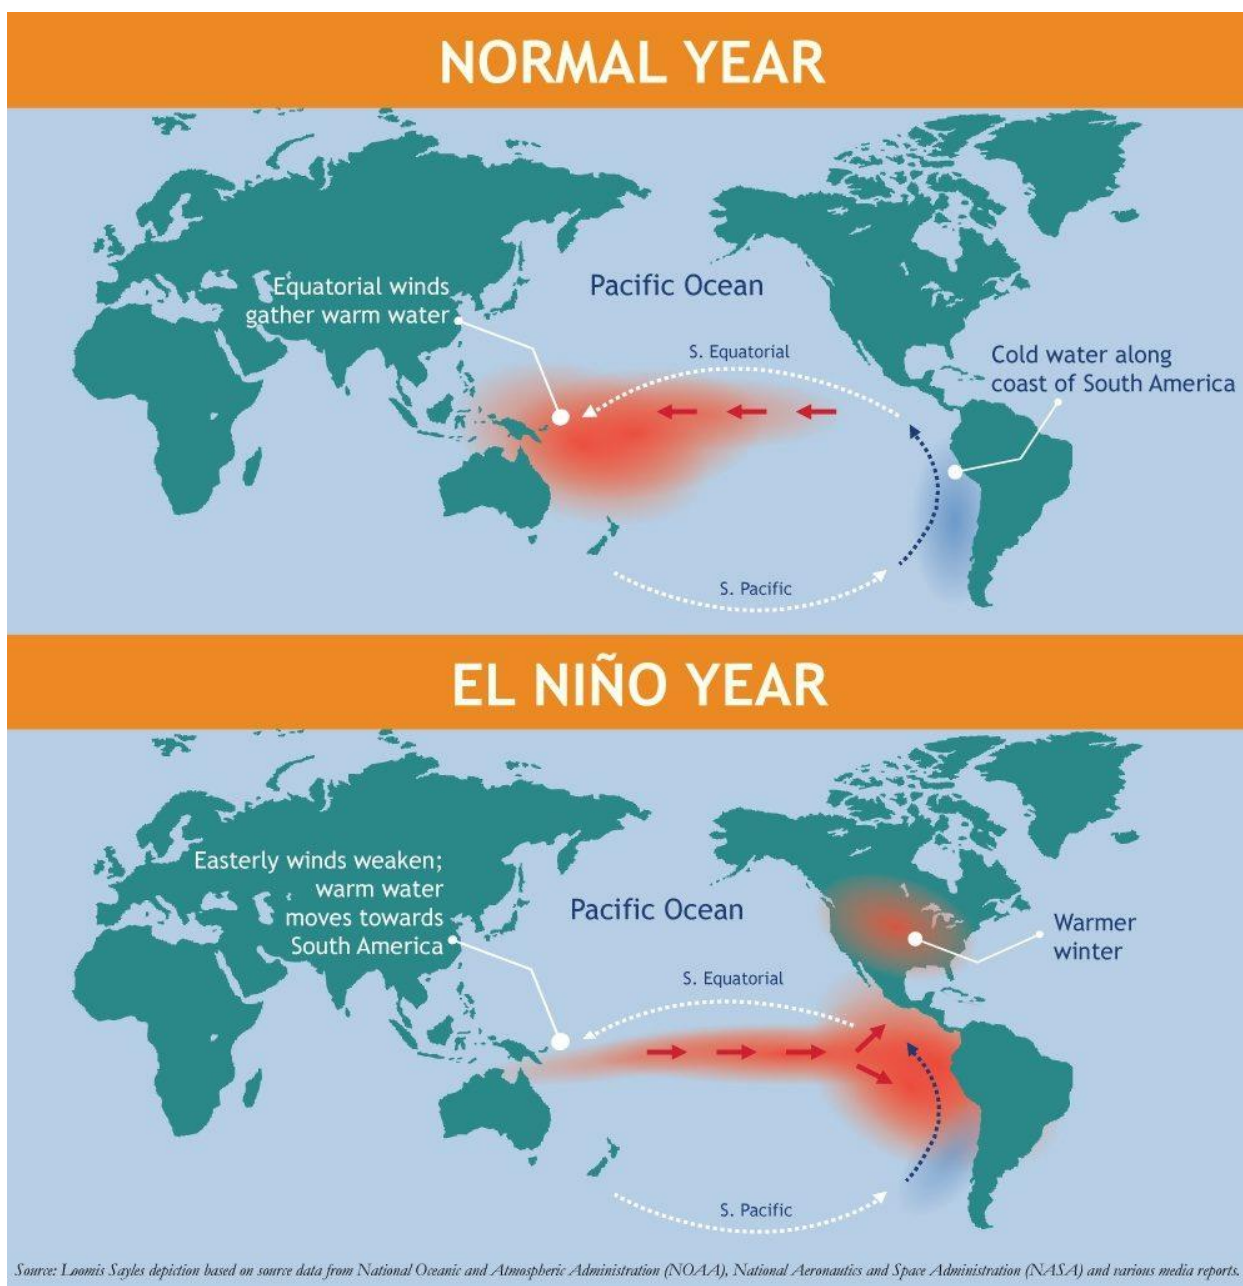 NORMAL YEAR
Equatorial winds
gather warm water
Pacific Ocean
S. Equatorial
Cold water along
coast of South America
S. Pacific
EL NIÑO YEAR
Easterly winds weaken;
warm water
moves towards
South America
Pacific Ocean
Warmer
winter
S. Equatorial
S. Pacific
Source: Loomis Sayles depiction based on source data from National Oceanic and Atmospheric Administration (NOAA), National Aeronautics and Space Administration (NASA) and various media reports.